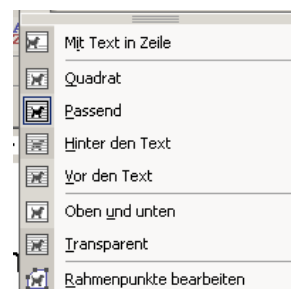 Mit Text in Zeile
Quadrat
Passend
Hinter den Text
Vor den Text
Oben und unten
Transparent
Rahmenpunkte bearbeiten